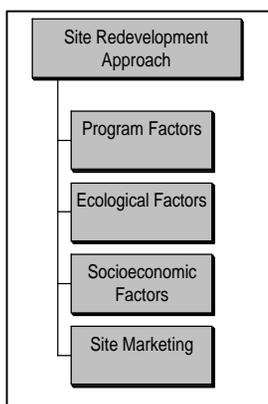 Site Redevelopment
Approach
Program Factors
Ecological Factors
Socioeconomic
Factors
Site Marketing